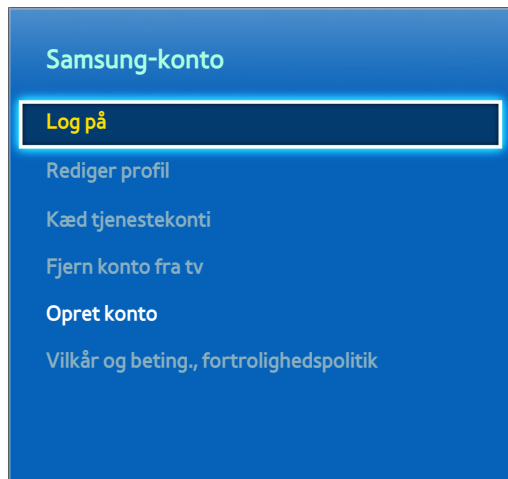 Samsung-konto
Log på
Rediger profil
Kæd tjenestekonti
Fjern konto fra tv
Opret konto
Vilkår og beting., fortrolighedspolitik